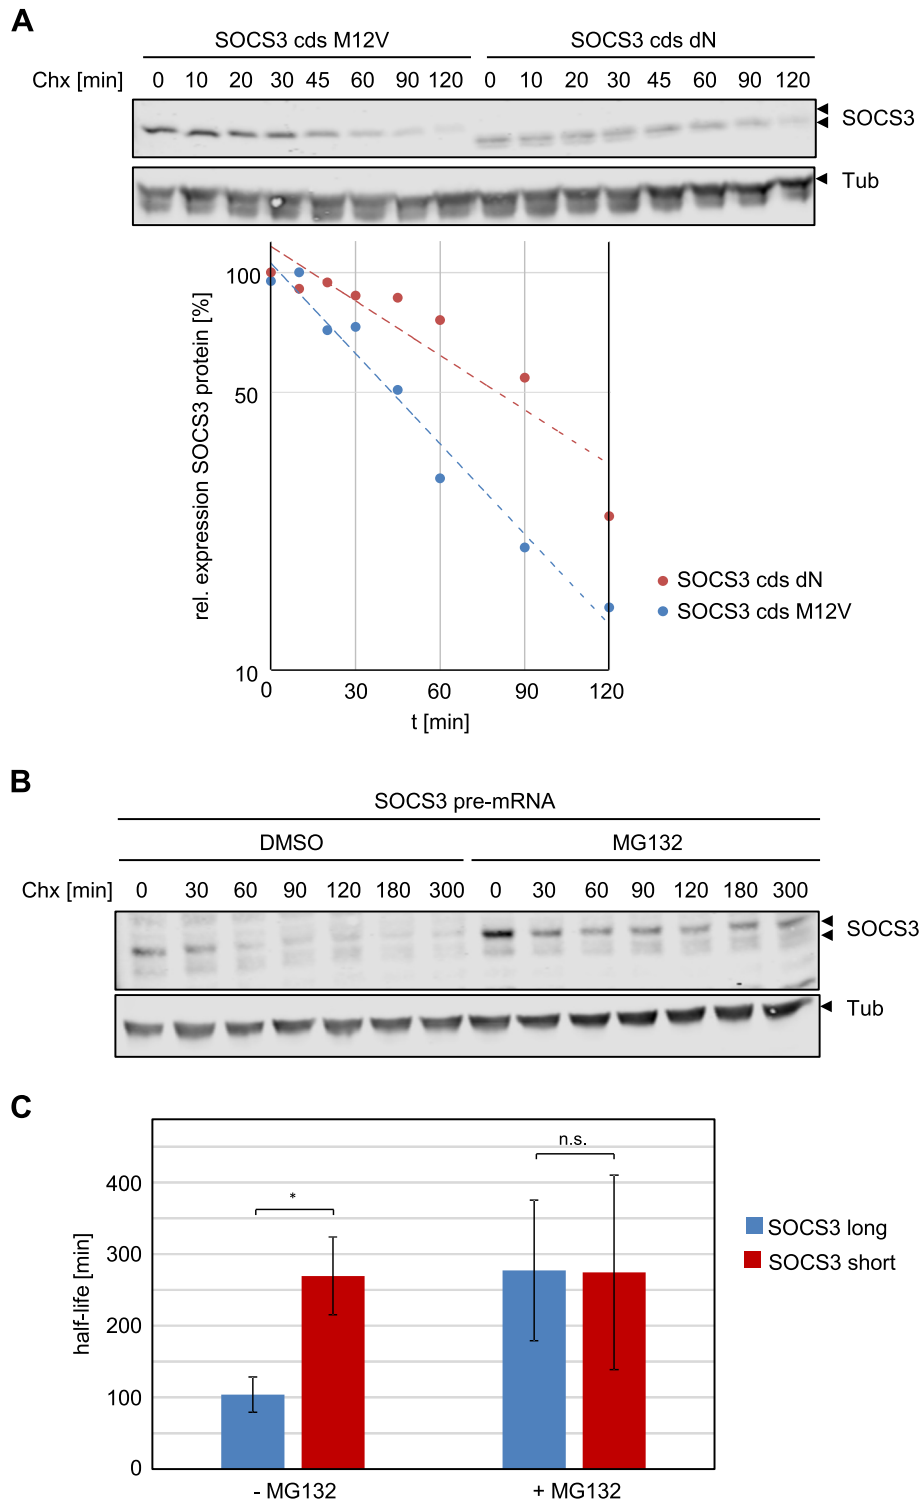 A
SOCS3 cds M12V SOCS3 cds dN
Chx [min] 0 10 20 30 45 60 90 120 0 10 20 30 45 60 90 120
SOCS3
Tub
rel. expression SOCS3 protein [%]
100
50
10
0 30 60 90 120
t [min]
SOCS3 cds dN
SOCS3 cds M12V
B
SOCS3 pre-mRNA
DMSO MG132
Chx [min] 0 30 60 90 120 180 300 0 30 60 90 120 180 300
SOCS3
Tub
C
half-life [min]
400
300
200
100
0
*
n.s.
- MG132 + MG132
SOCS3 long
SOCS3 short